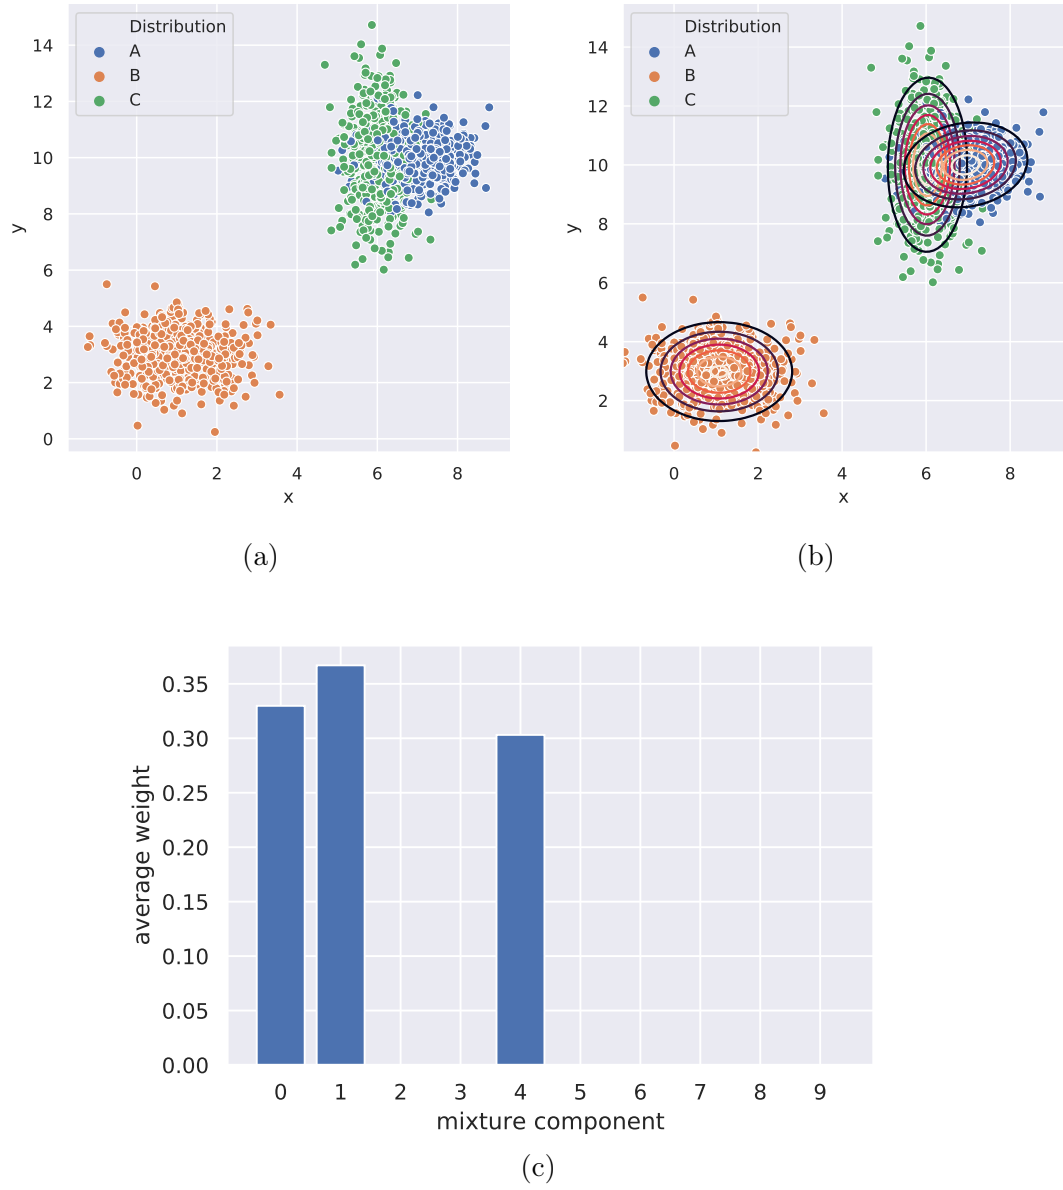 Distribution
A
B
C
14
12
10
8
6
4
2
0
y
0 2 4 6 8
x
(a)
Distribution
A
B
C
14
12
10
8
6
4
2
y
0 2 4 6 8
x
(b)
0.35
0.30
0.25
0.20
0.15
0.10
0.05
0.00
average weight
0 1 2 3 4 5 6 7 8 9
mixture component
(c)